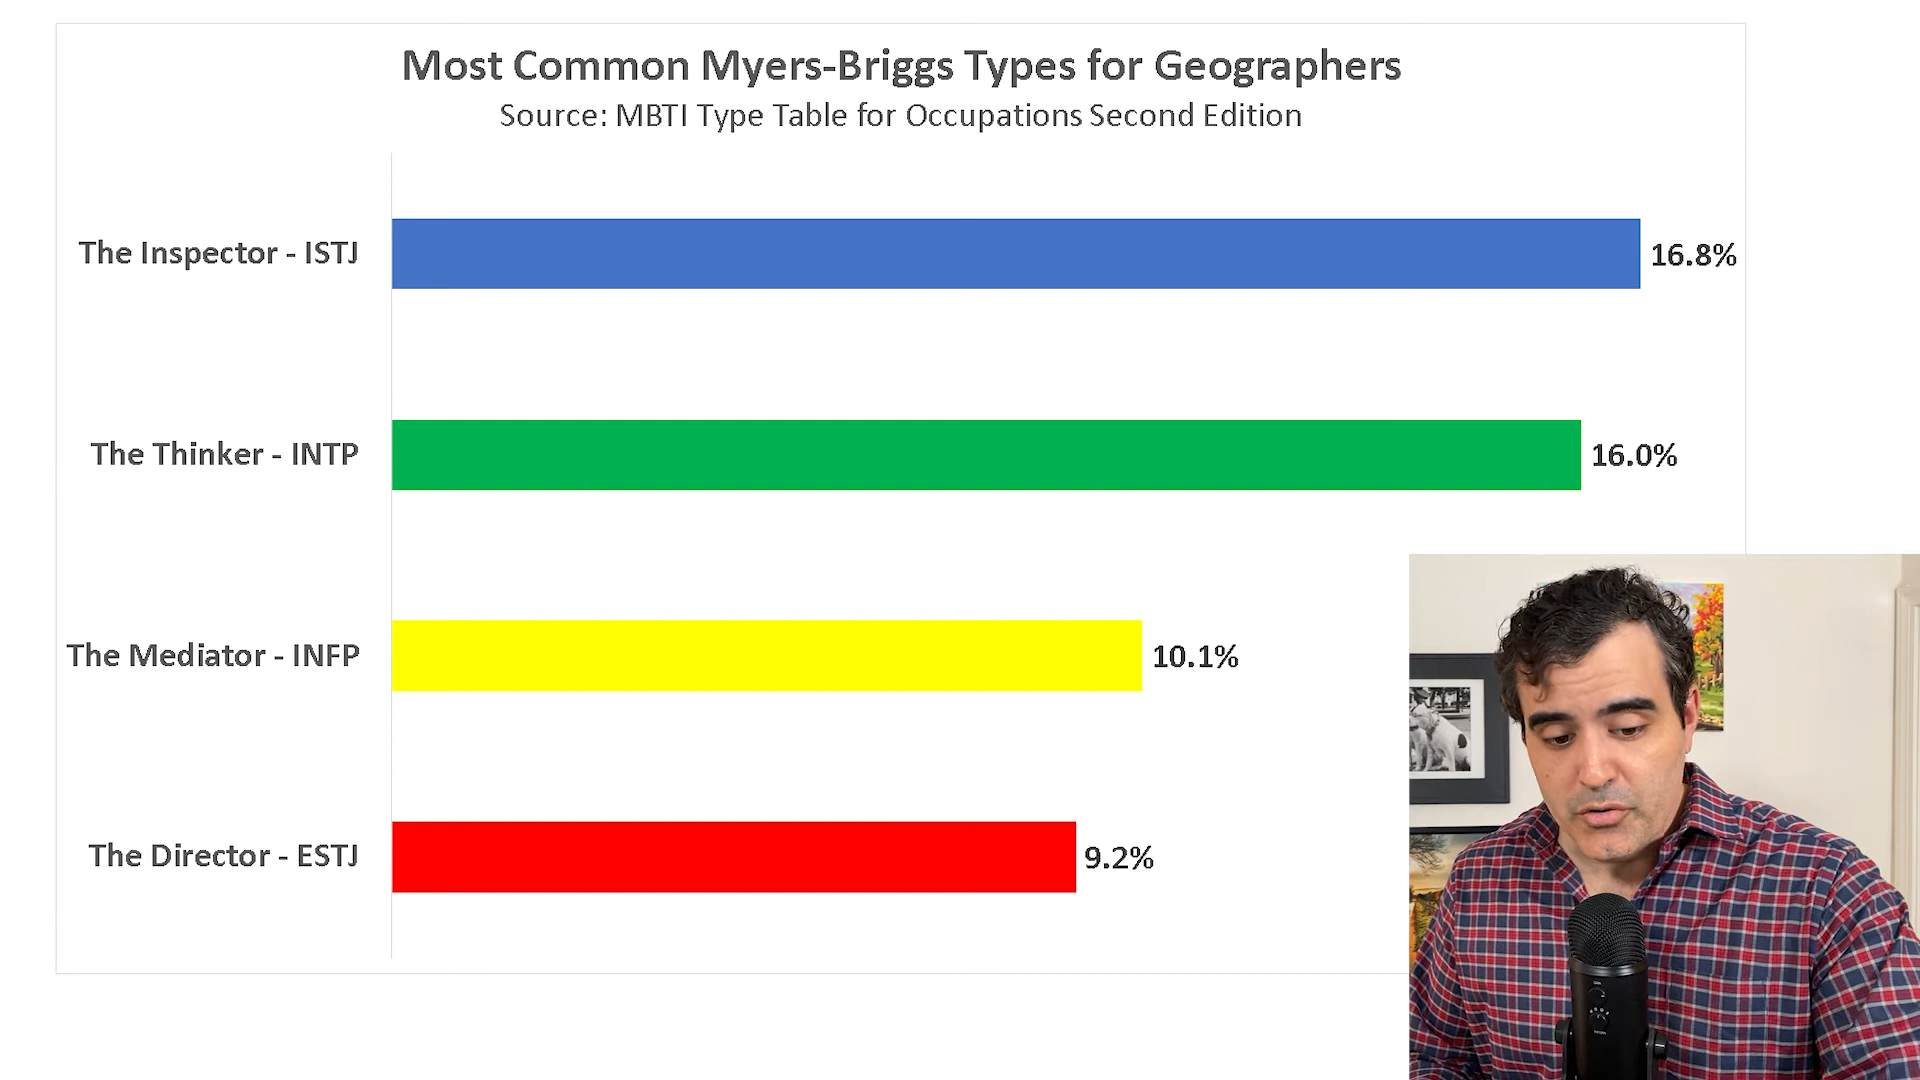 Most Common Myers-Briggs Types for Geographers
Source: MBTI Type Table for Occupations Second Edition
The Inspector - ISTJ
16.8%
The Thinker - INTP
16.0%
The Mediator - INFP
10.1%
The Director - ESTJ
9.2%